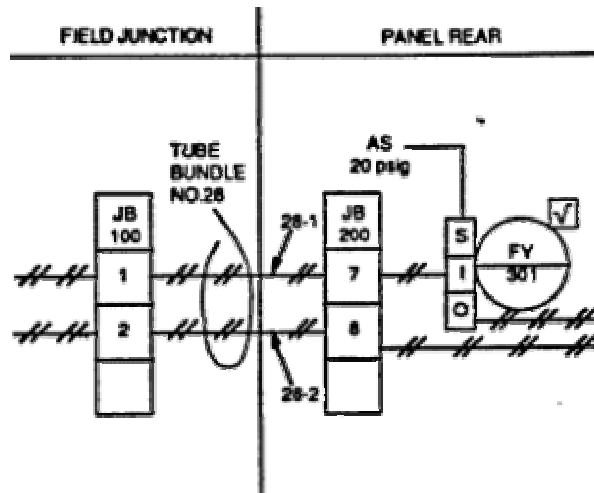 FIELD JUNCTION
PANEL REAR
TUBE
BUNDLE
NO.28
AS
20 psig
JB
100
1
2
28-1
28-2
JB
200
7
8
S
I
O
√
FY
301